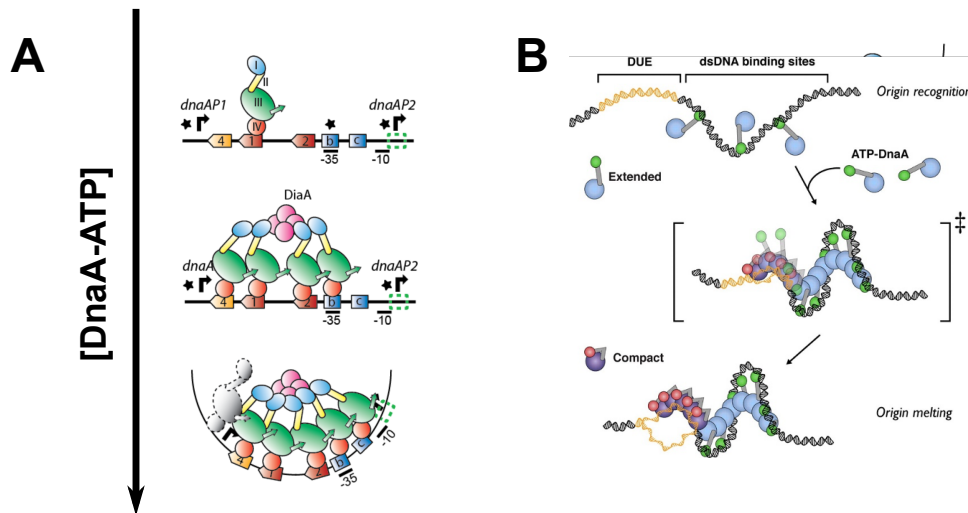 A
[DnaA-ATP]
I
II
III
IV
dnaAP1
dnaAP2
4
1
2
b
c
-35
-10
DiaA
dnaA
dnaAP2
4
1
2
b
c
-35
-10
4
1
2
b
c
-35
-10
B
DUE
dsDNA binding sites
Origin recognition
ATP-DnaA
Extended
‡
Compact
Origin melting